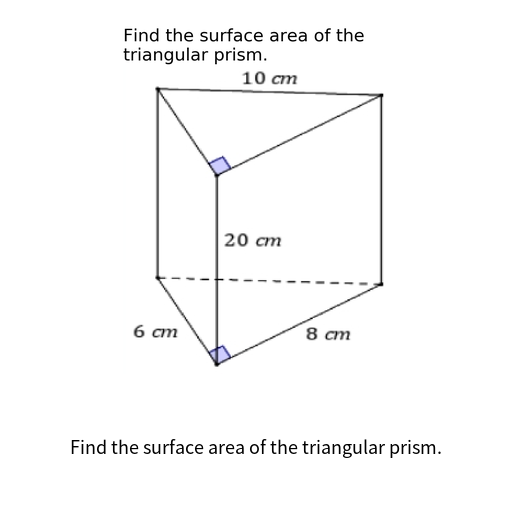 Find the surface area of the
triangular prism.
10 cm
20 cm
6 cm
8 cm
Find the surface area of the triangular prism.